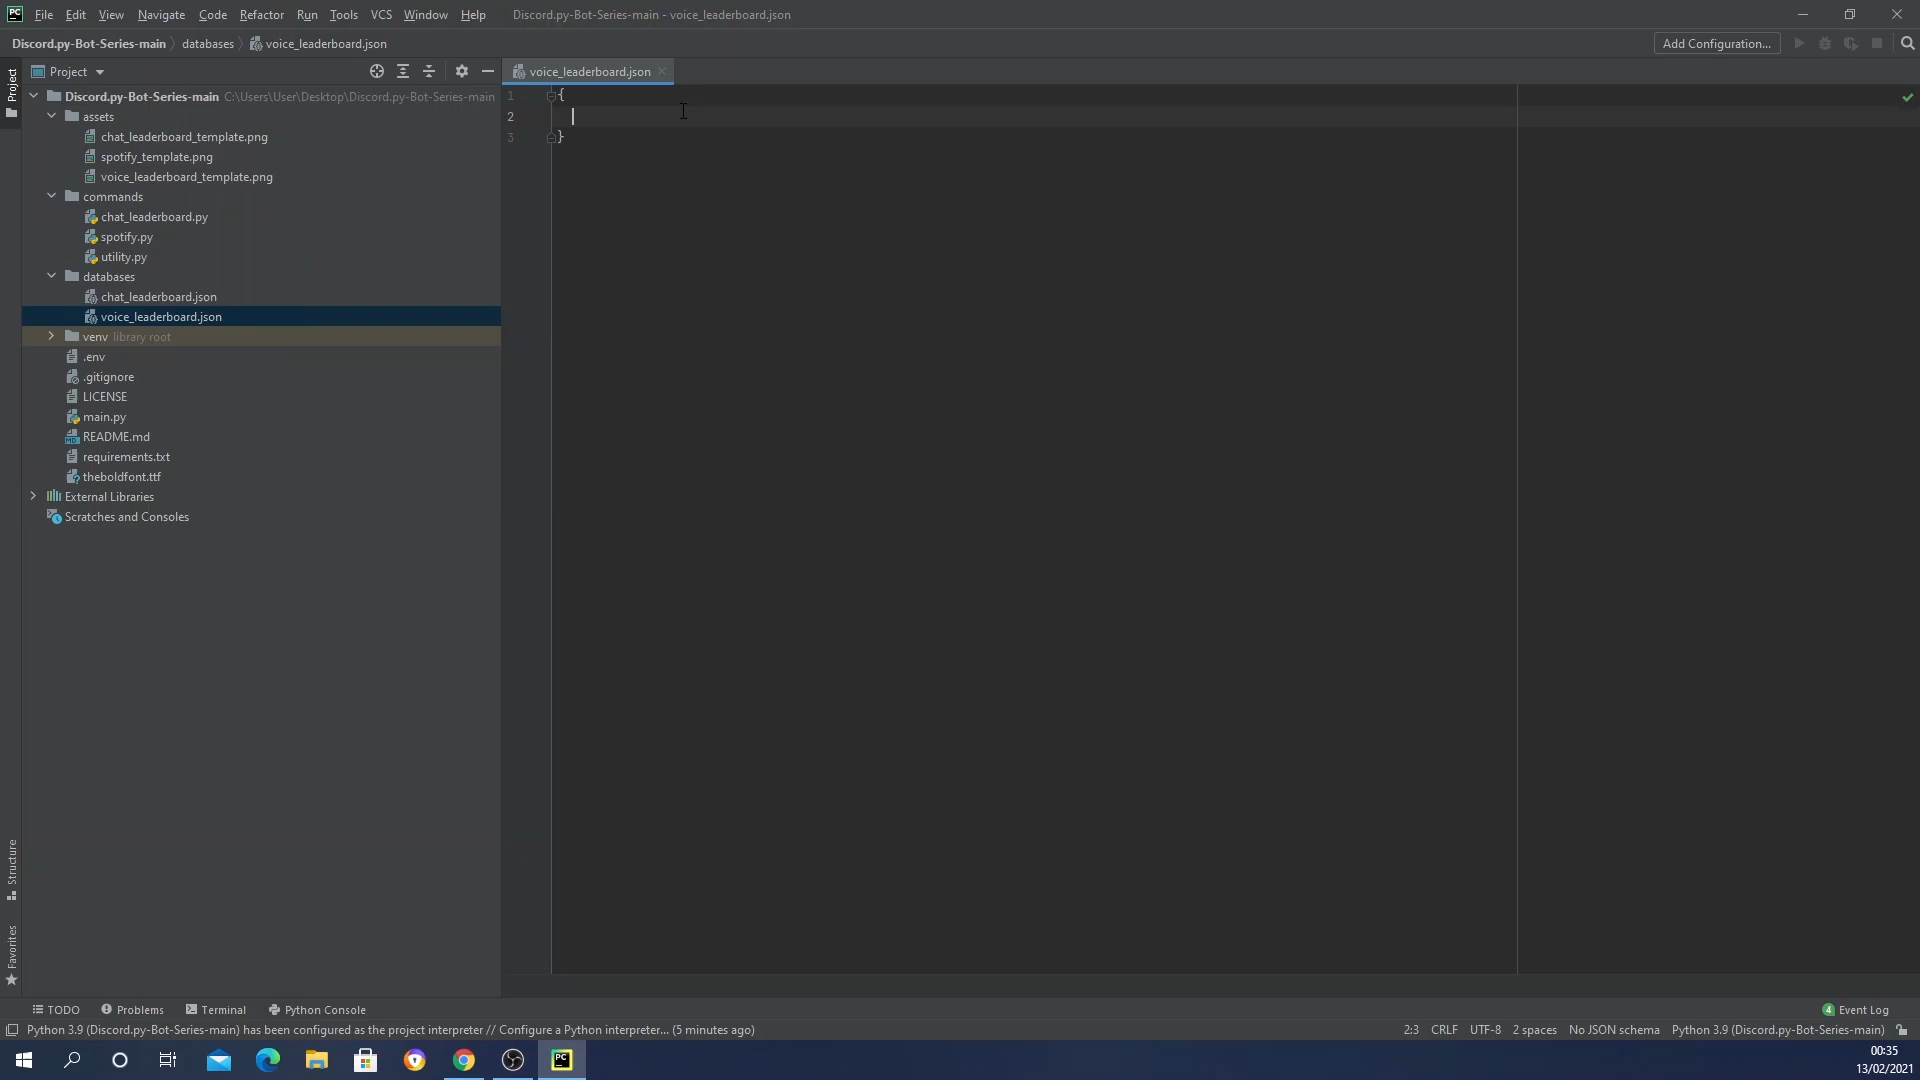 PC File Edit View Navigate Code Refactor Run Tools VCS Window Help Discord.py-Bot-Series-main - voice_leaderboard.json
Discord.py-Bot-Series-main databases voice_leaderboard.json Add Configuration...
Project
Project
voice_leaderboard.json
Discord.py-Bot-Series-main C:\Users\User\Desktop\Discord.py-Bot-Series-main
assets
chat_leaderboard_template.png
spotify_template.png
voice_leaderboard_template.png
commands
chat_leaderboard.py
spotify.py
utility.py
databases
chat_leaderboard.json
voice_leaderboard.json
venv library root
.env
.gitignore
LICENSE
main.py
README.md
requirements.txt
theboldfont.ttf
External Libraries
Scratches and Consoles
1 {
2
3 }
Structure
Favorites
TODO Problems Terminal Python Console 4 Event Log
Python 3.9 (Discord.py-Bot-Series-main) has been configured as the project interpreter // Configure a Python interpreter... (5 minutes ago) 2:3 CRLF UTF-8 2 spaces No JSON schema Python 3.9 (Discord.py-Bot-Series-main)
PC
00:35
13/02/2021